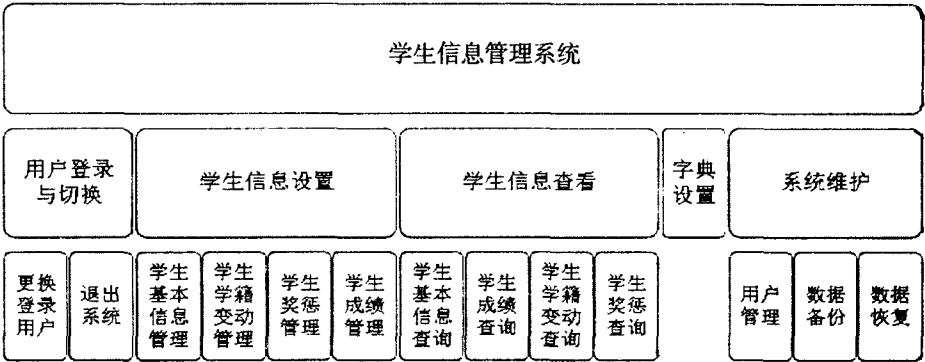 学生信息管理系统
用户登录
与切换
学生信息设置
学生信息查看
字典
设置
系统维护
更换
登录
用户
退出
系统
学生
基本
信息
管理
学生
学籍
变动
管理
学生
奖惩
管理
学生
成绩
管理
学生
基本
信息
查询
学生
成绩
查询
学生
学籍
变动
查询
学生
奖惩
查询
用户
管理
数据
备份
数据
恢复